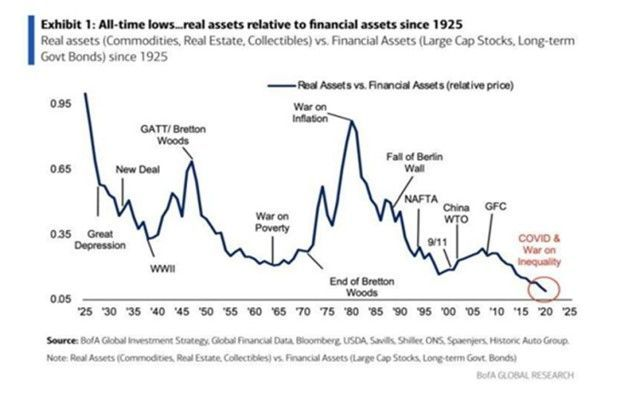 Exhibit 1: All-time lows...real assets relative to financial assets since 1925
Real assets (Commodities, Real Estate, Collectibles) vs. Financial Assets (Large Cap Stocks, Long-term
Govt Bonds) since 1925
Real Assets vs. Financial Assets (relative price)
0.95
0.65
0.35
0.05
War on
Inflation
GATT/ Bretton
Woods
New Deal
Fall of Berlin
Wall
NAFTA
China
WTO
GFC
Great
Depression
War on
Poverty
9/11
COVID &
War on
Inequality
WWII
End of Bretton
Woods
'25 '30 '35 '40 '45 '50 '55 '60 '65 '70 '75 '80 '85 '90 '95 '00 '05 '10 '15 '20 '25
Source: BofA Global Investment Strategy, Global Financial Data, Bloomberg, USDA, Savills, Shiller, ONS, Spaenjers, Historic Auto Group.
Note: Real Assets (Commodities, Real Estate, Collectibles) vs. Financial Assets (Large Cap Stocks, Long-term Govt. Bonds)
BofA GLOBAL RESEARCH